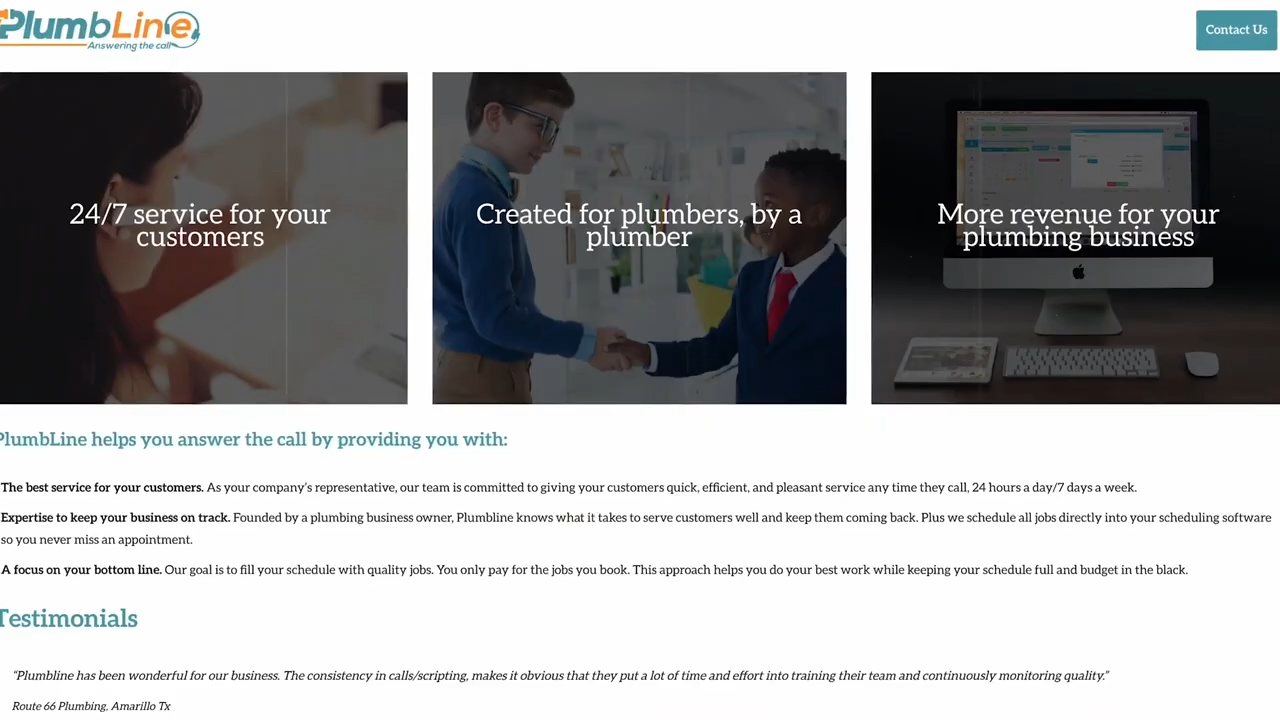 PlumbLine
Answering the call
Contact Us
24/7 service for your
customers
Created for plumbers, by a
plumber
More revenue for your
plumbing business
PlumbLine helps you answer the call by providing you with:
The best service for your customers. As your company's representative, our team is committed to giving your customers quick, efficient, and pleasant service any time they call, 24 hours a day/7 days a week.
Expertise to keep your business on track. Founded by a plumbing business owner, Plumbline knows what it takes to serve customers well and keep them coming back. Plus we schedule all jobs directly into your scheduling software
so you never miss an appointment.
A focus on your bottom line. Our goal is to fill your schedule with quality jobs. You only pay for the jobs you book. This approach helps you do your best work while keeping your schedule full and budget in the black.
Testimonials
“Plumbline has been wonderful for our business. The consistency in calls/scripting, makes it obvious that they put a lot of time and effort into training their team and continuously monitoring quality.”
Route 66 Plumbing, Amarillo Tx